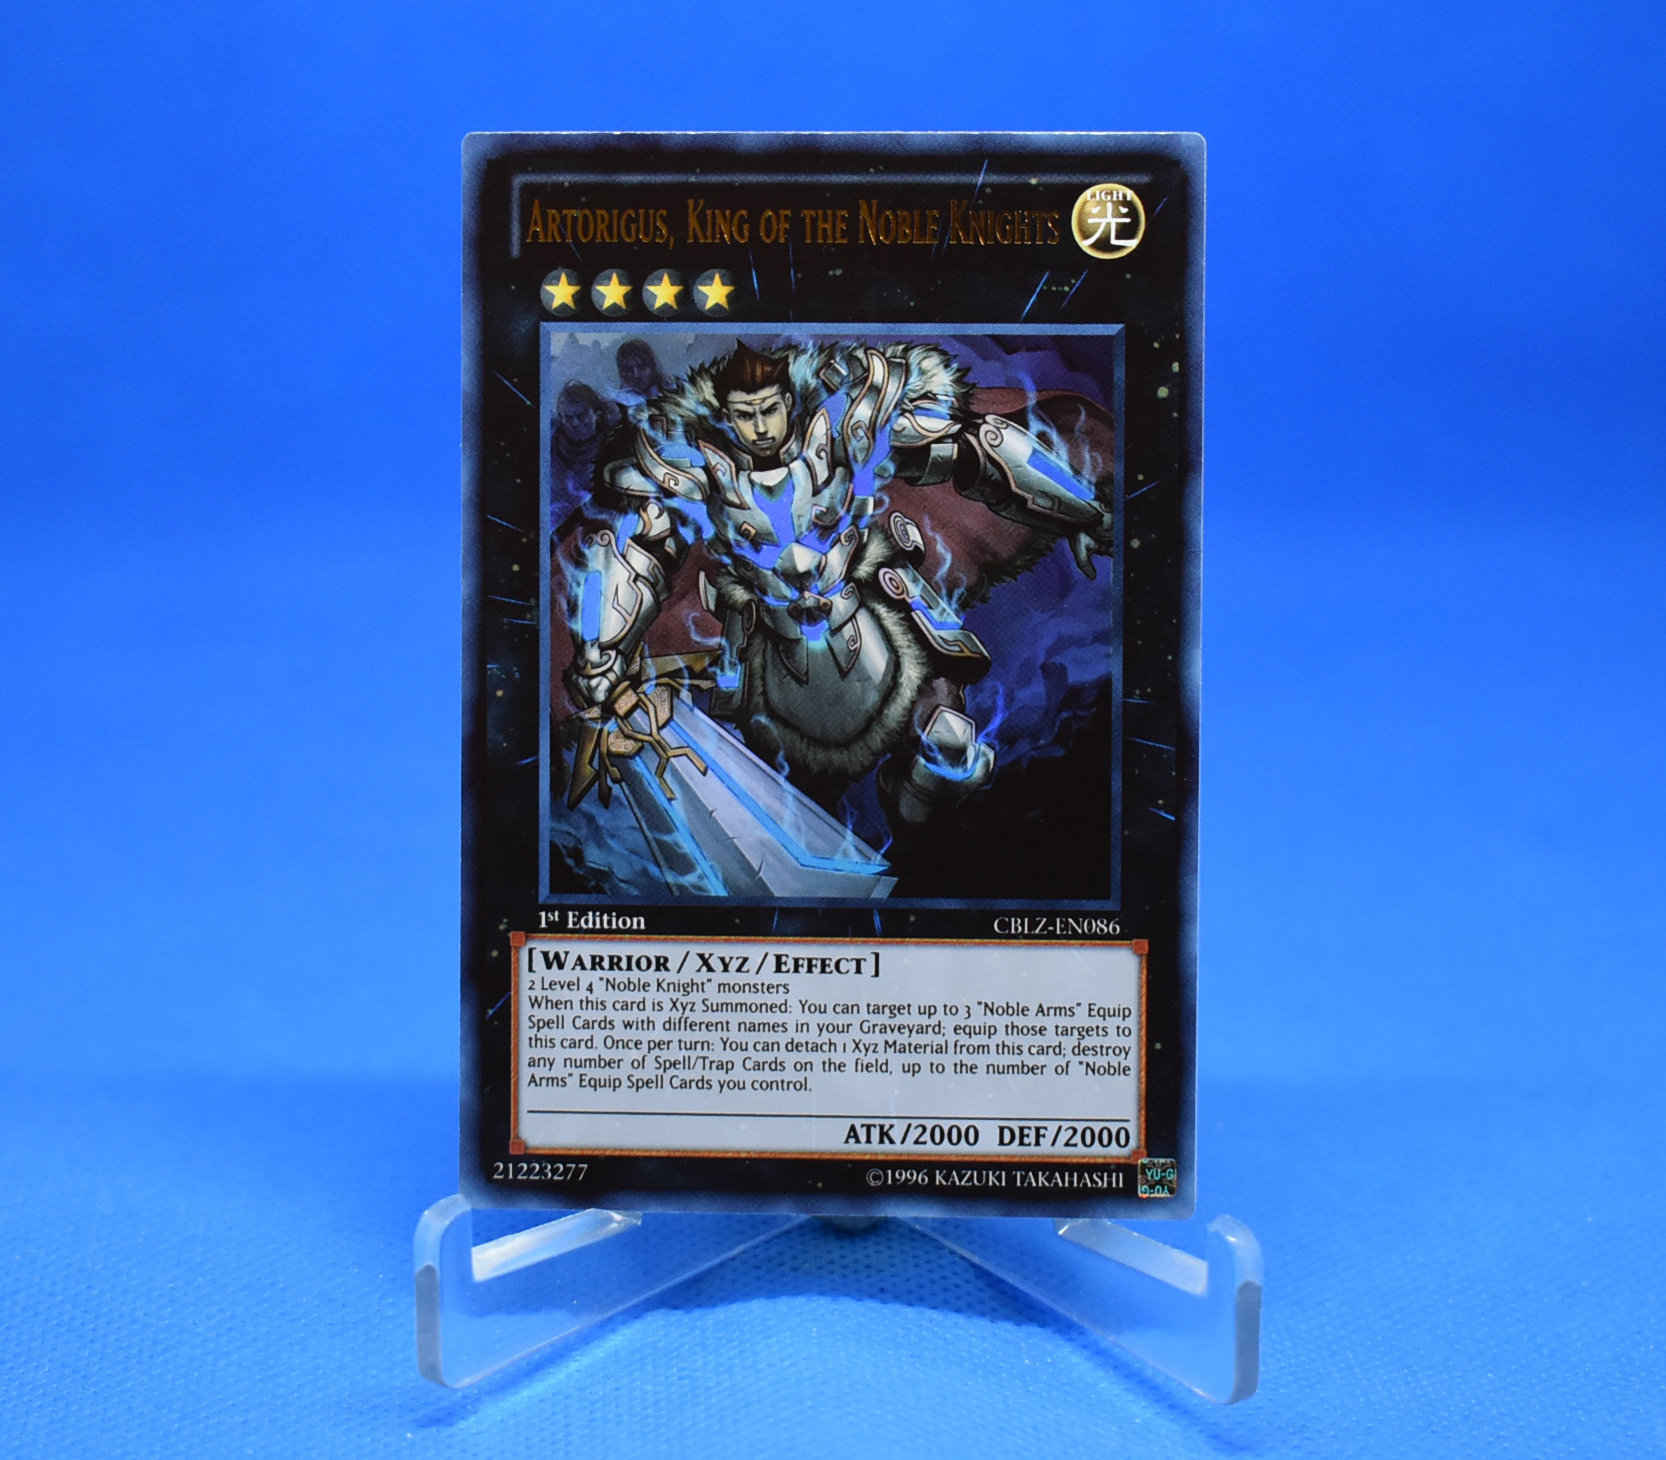 ARTORIGUS, KING OF THE NOBLE KNIGHTS
LIGHT
光
1st Edition
CBLZ-EN086
[WARRIOR/XYZ/EFFECT]
2 Level 4 "Noble Knight" monsters
When this card is Xyz Summoned: You can target up to 3 "Noble Arms" Equip
Spell Cards with different names in your Graveyard; equip those targets to
this card. Once per turn: You can detach 1 Xyz Material from this card; destroy
any number of Spell/Trap Cards on the field, up to the number of "Noble
Arms" Equip Spell Cards you control.
ATK/2000 DEF/2000
21223277
©1996 KAZUKI TAKAHASHI
YU-G